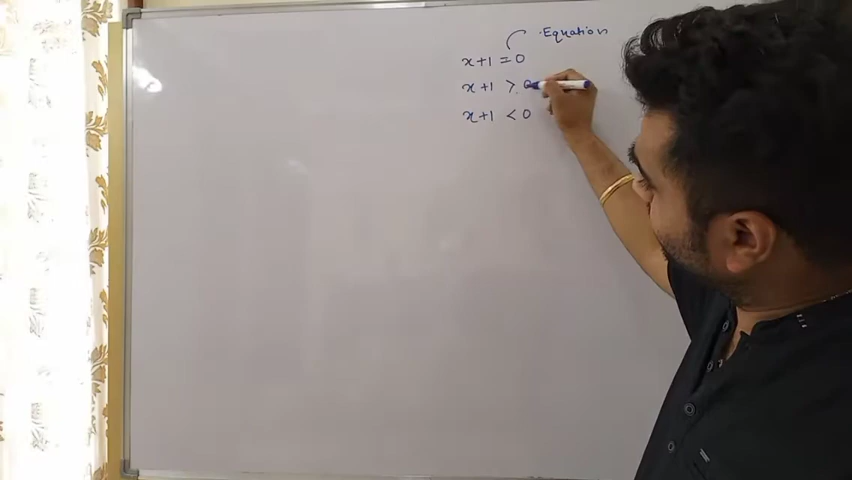 Equation
x+1 = 0
x+1 > 0
x+1 < 0